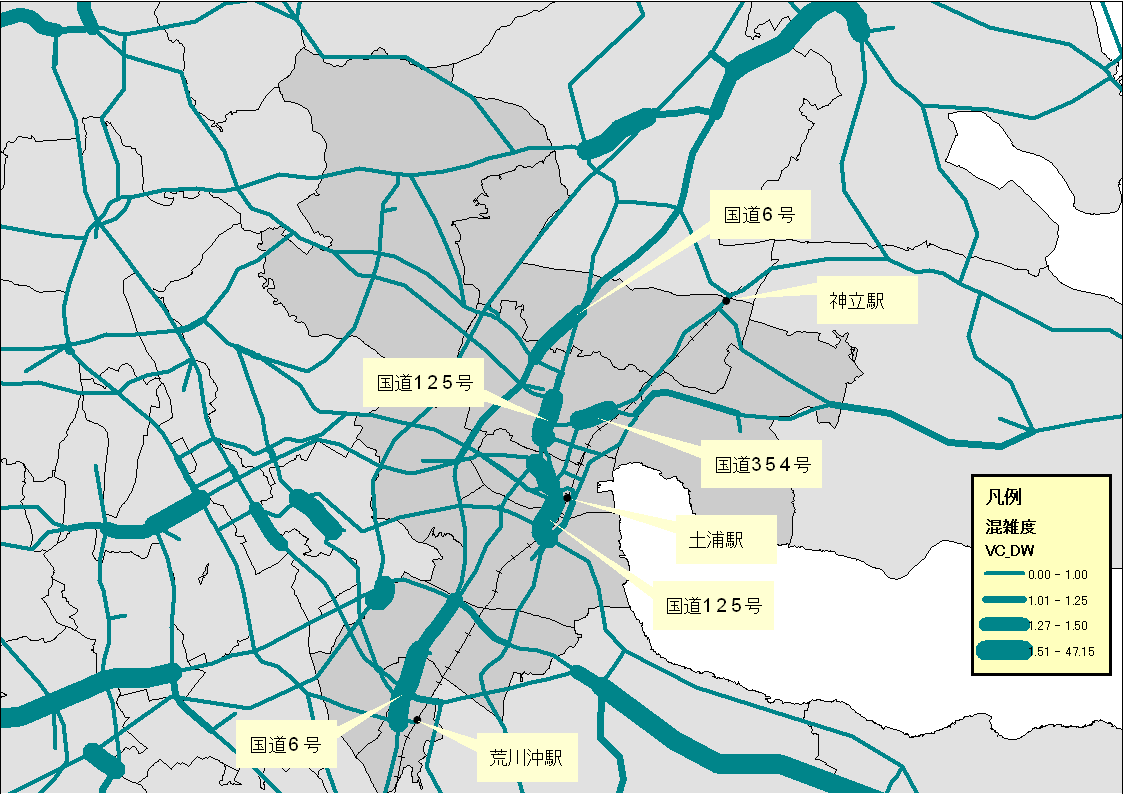 国道６号
神立駅
国道１２５号
国道３５４号
凡例
混雑度
VC_DW
0.00 - 1.00
1.01 - 1.25
1.27 - 1.50
1.51 - 47.15
土浦駅
国道１２５号
国道６号
荒川沖駅